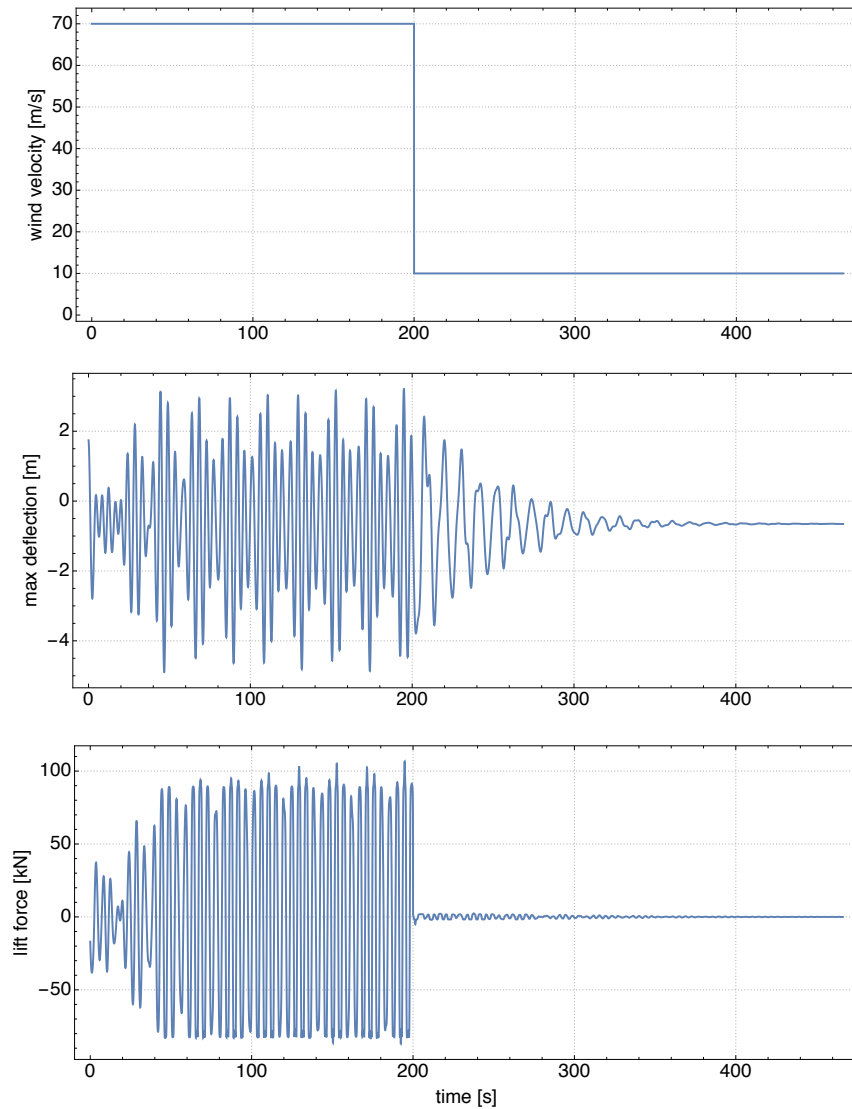 70
60
50
40
30
20
10
0
wind velocity [m/s]
0 100 200 300 400
2
0
−2
−4
max deflection [m]
0 100 200 300 400
100
50
0
−50
lift force [kN]
0 100 200 300 400
time [s]